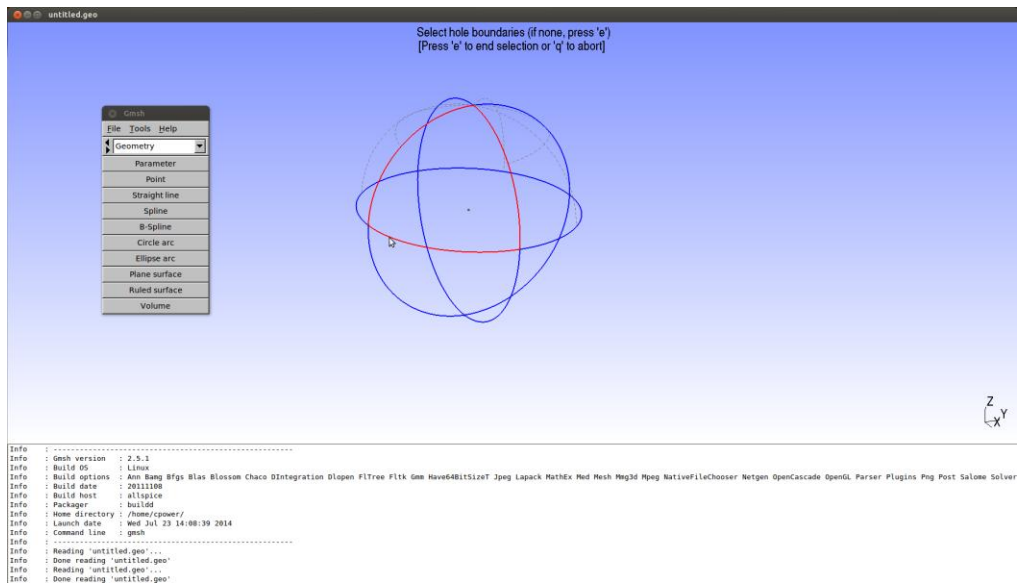 untitled.geo
Select hole boundaries (if none, press 'e')
[Press 'e' to end selection or 'q' to abort]
Gmsh
File Tools Help
Geometry
Parameter
Point
Straight line
Spline
B-Spline
Circle arc
Ellipse arc
Plane surface
Ruled surface
Volume
Z
Y
X
Info : -------------------------------------------------------
Info : Gmsh version : 2.5.1
Info : Build OS : Linux
Info : Build options : Ann Bamg Bfgs Blas Blossom Chaco DIntegration Dlopen FlTree Fltk Gmm Have64BitSizeT Jpeg Lapack MathEx Med Mesh Mmg3d Mpeg NativeFileChooser Netgen OpenCascade OpenGL Parser Plugins Png Post Salome Solver
Info : Build date : 20111108
Info : Build host : allspice
Info : Packager : buildd
Info : Home directory : /home/cpower/
Info : Launch date : Wed Jul 23 14:08:39 2014
Info : Command line : gmsh
Info : -------------------------------------------------------
Info : Reading 'untitled.geo'...
Info : Done reading 'untitled.geo'
Info : Reading 'untitled.geo'...
Info : Done reading 'untitled.geo'